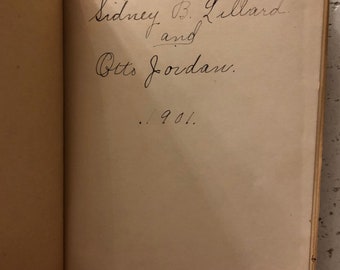 Sidney B. Lillard
and
Otto Jordan.
.1901.